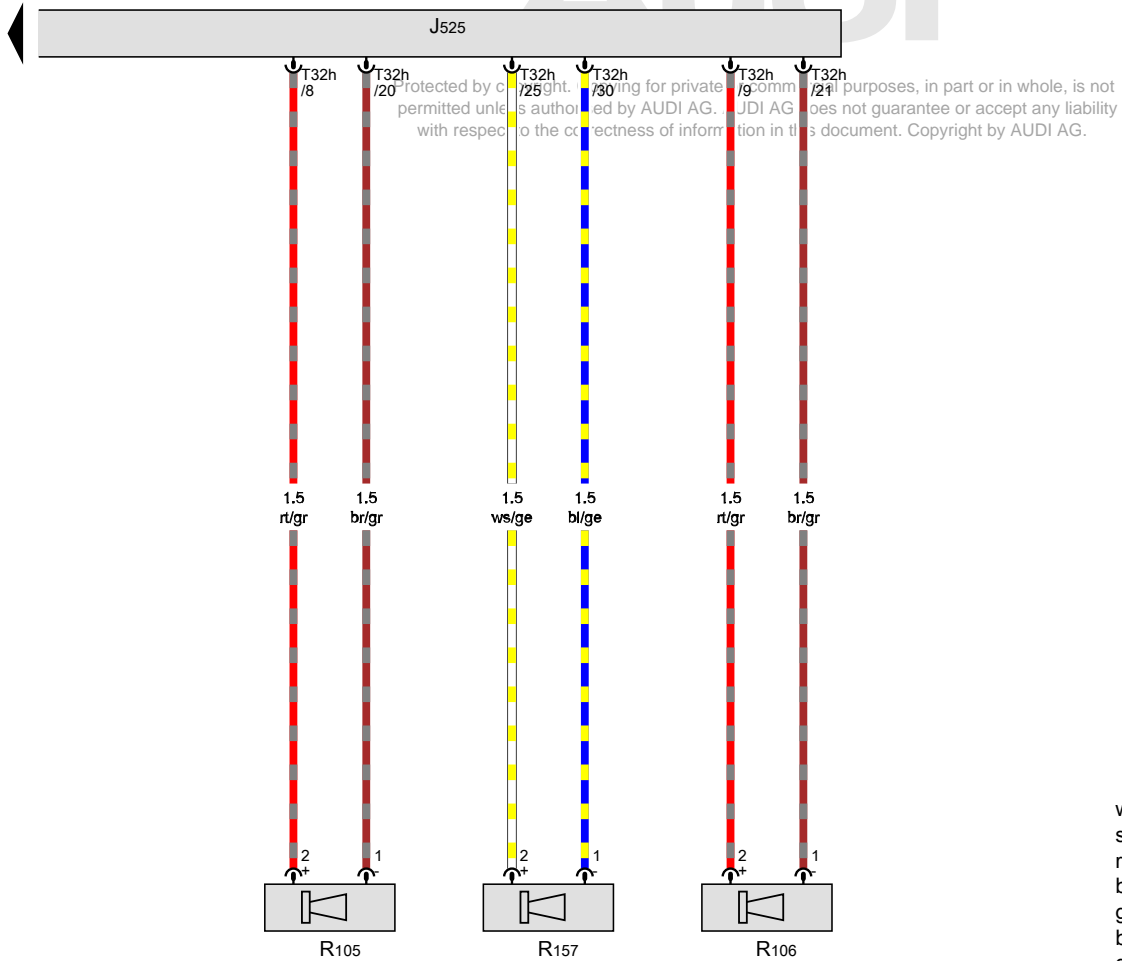 AUDI
J525
T32h T32h T32h T32h T32h T32h
/8 /20 /25 /30 /9 /21
Protected by copyright. Copying for private or commercial purposes, in part or in whole, is not
permitted unless authorised by AUDI AG. AUDI AG does not guarantee or accept any liability
with respect to the correctness of information in this document. Copyright by AUDI AG.
1.5 1.5 1.5 1.5 1.5 1.5
rt/gr br/gr ws/ge bl/ge rt/gr br/gr
2 1 2 1 2 1
+ - + - + -
R105 R157 R106